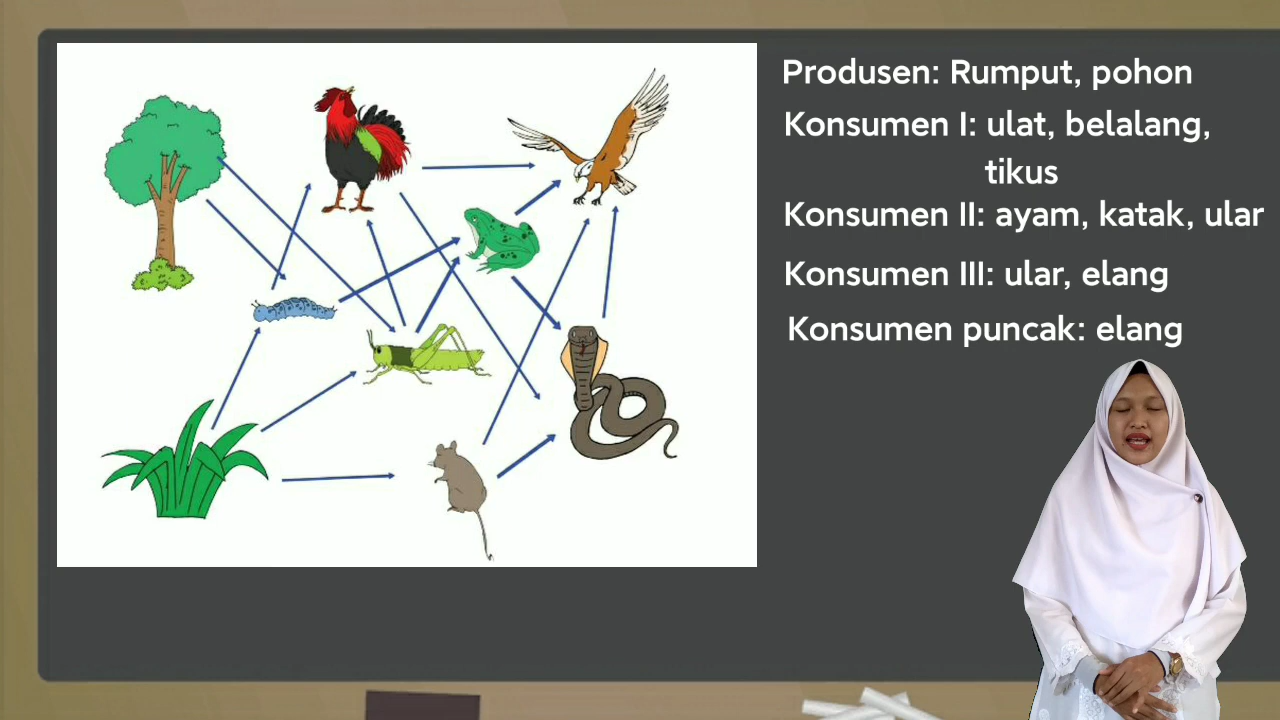 Produsen: Rumput, pohon
Konsumen I: ulat, belalang,
tikus
Konsumen II: ayam, katak, ular
Konsumen III: ular, elang
Konsumen puncak: elang